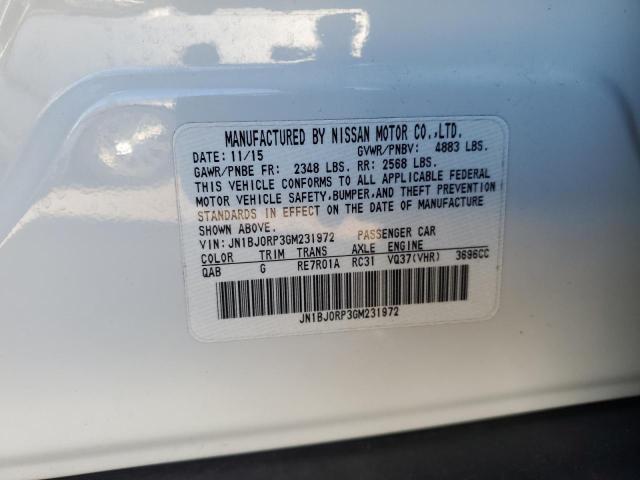 MANUFACTURED BY NISSAN MOTOR CO.,LTD.
DATE: 11/15 GVWR/PNBV: 4883 LBS.
GAWR/PNBE FR: 2348 LBS. RR: 2568 LBS.
THIS VEHICLE CONFORMS TO ALL APPLICABLE FEDERAL
MOTOR VEHICLE SAFETY,BUMPER,AND THEFT PREVENTION
STANDARDS IN EFFECT ON THE DATE OF MANUFACTURE
SHOWN ABOVE.
VIN: JN1BJ0RP3GM231972 PASSENGER CAR
COLOR TRIM TRANS AXLE ENGINE
QAB G RE7R01A RC31 VQ37(VHR) 3696CC
JN1BJ0RP3GM231972